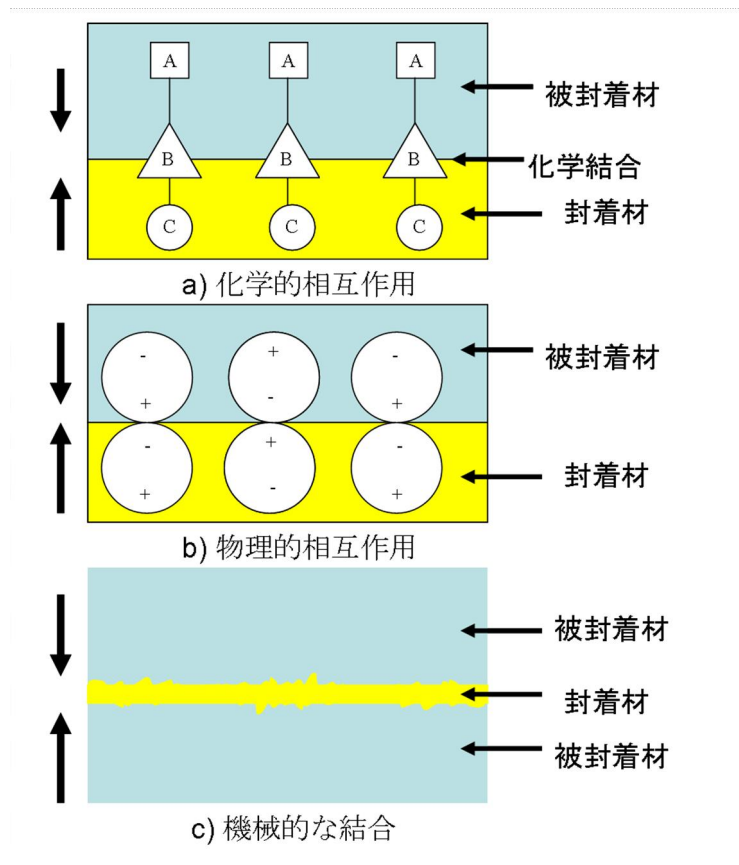 A A A
被封着材
B B B
化学結合
C C C
封着材
a) 化学的相互作用
- + -
被封着材
+ - +
- + -
封着材
+ - +
b) 物理的相互作用
被封着材
封着材
被封着材
c) 機械的な結合